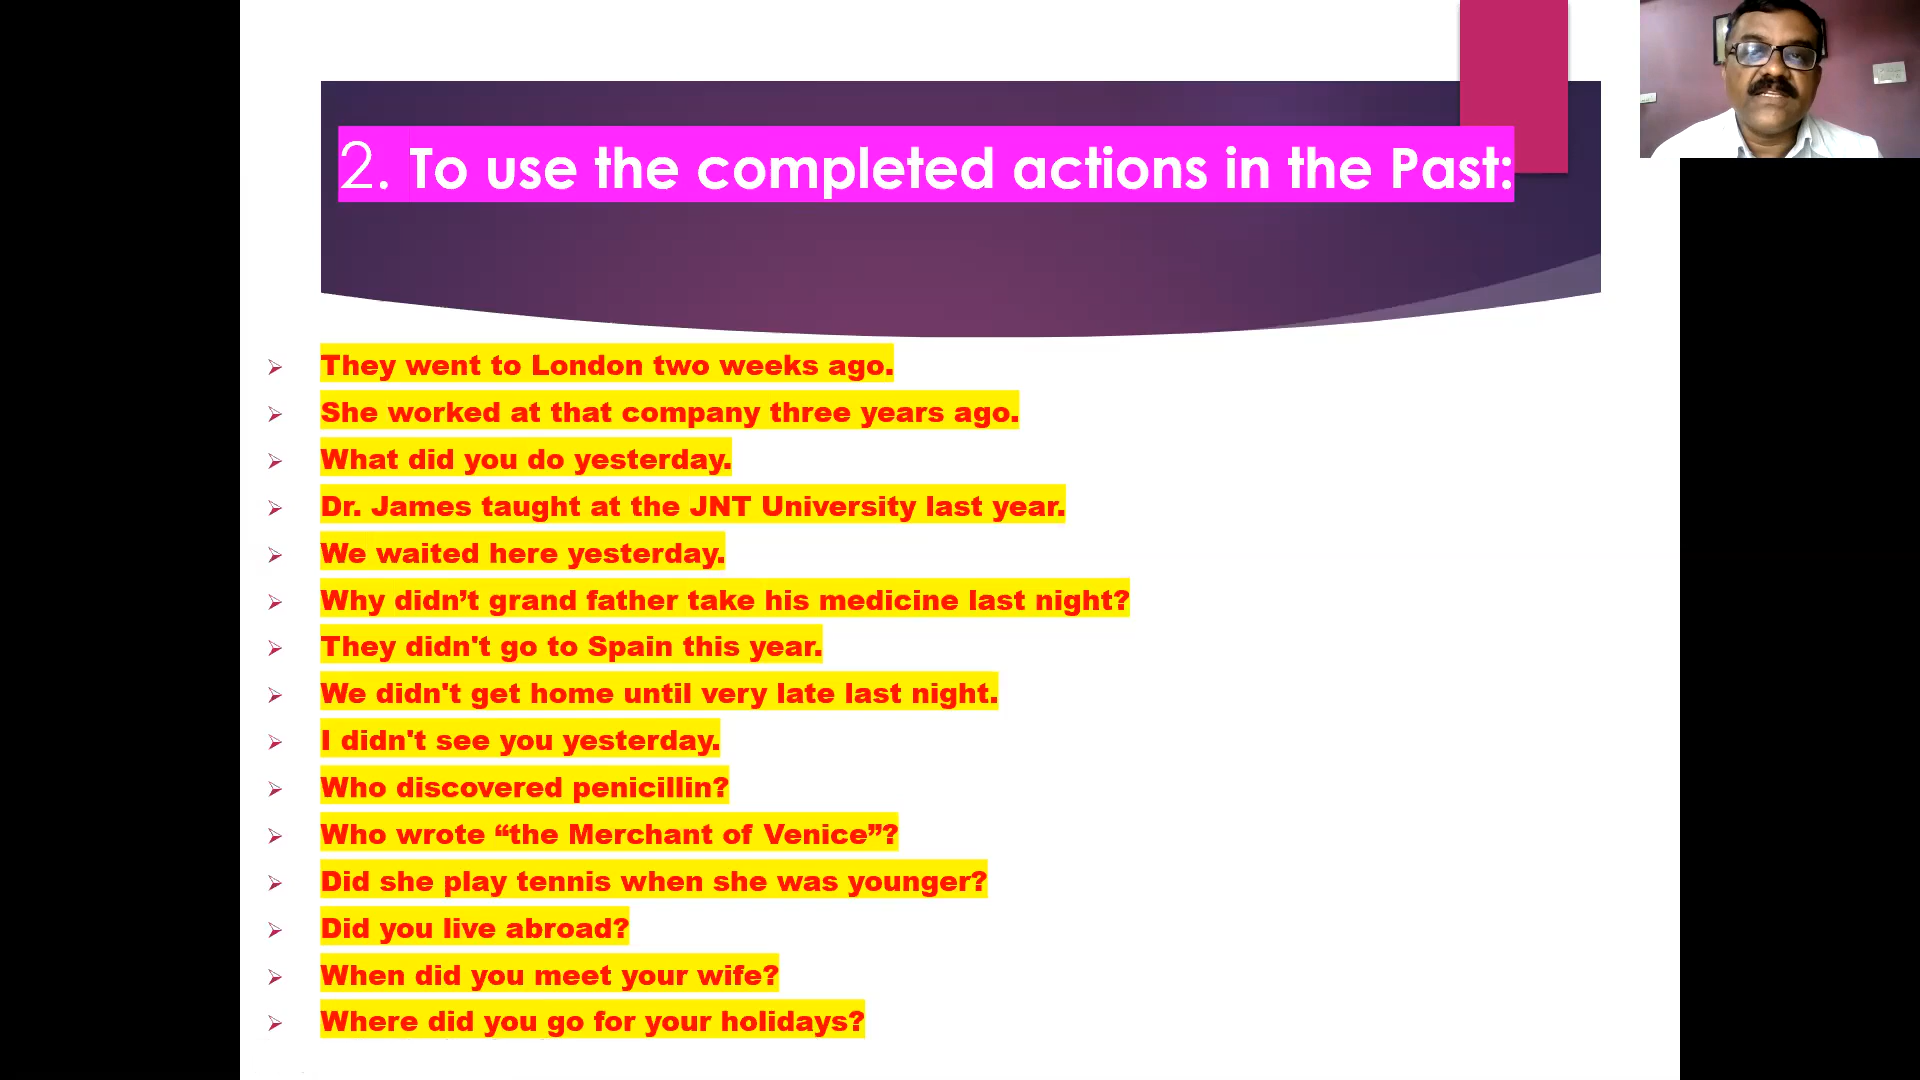 2. To use the completed actions in the Past:
They went to London two weeks ago.
She worked at that company three years ago.
What did you do yesterday.
Dr. James taught at the JNT University last year.
We waited here yesterday.
Why didn’t grand father take his medicine last night?
They didn't go to Spain this year.
We didn't get home until very late last night.
I didn't see you yesterday.
Who discovered penicillin?
Who wrote “the Merchant of Venice”?
Did she play tennis when she was younger?
Did you live abroad?
When did you meet your wife?
Where did you go for your holidays?